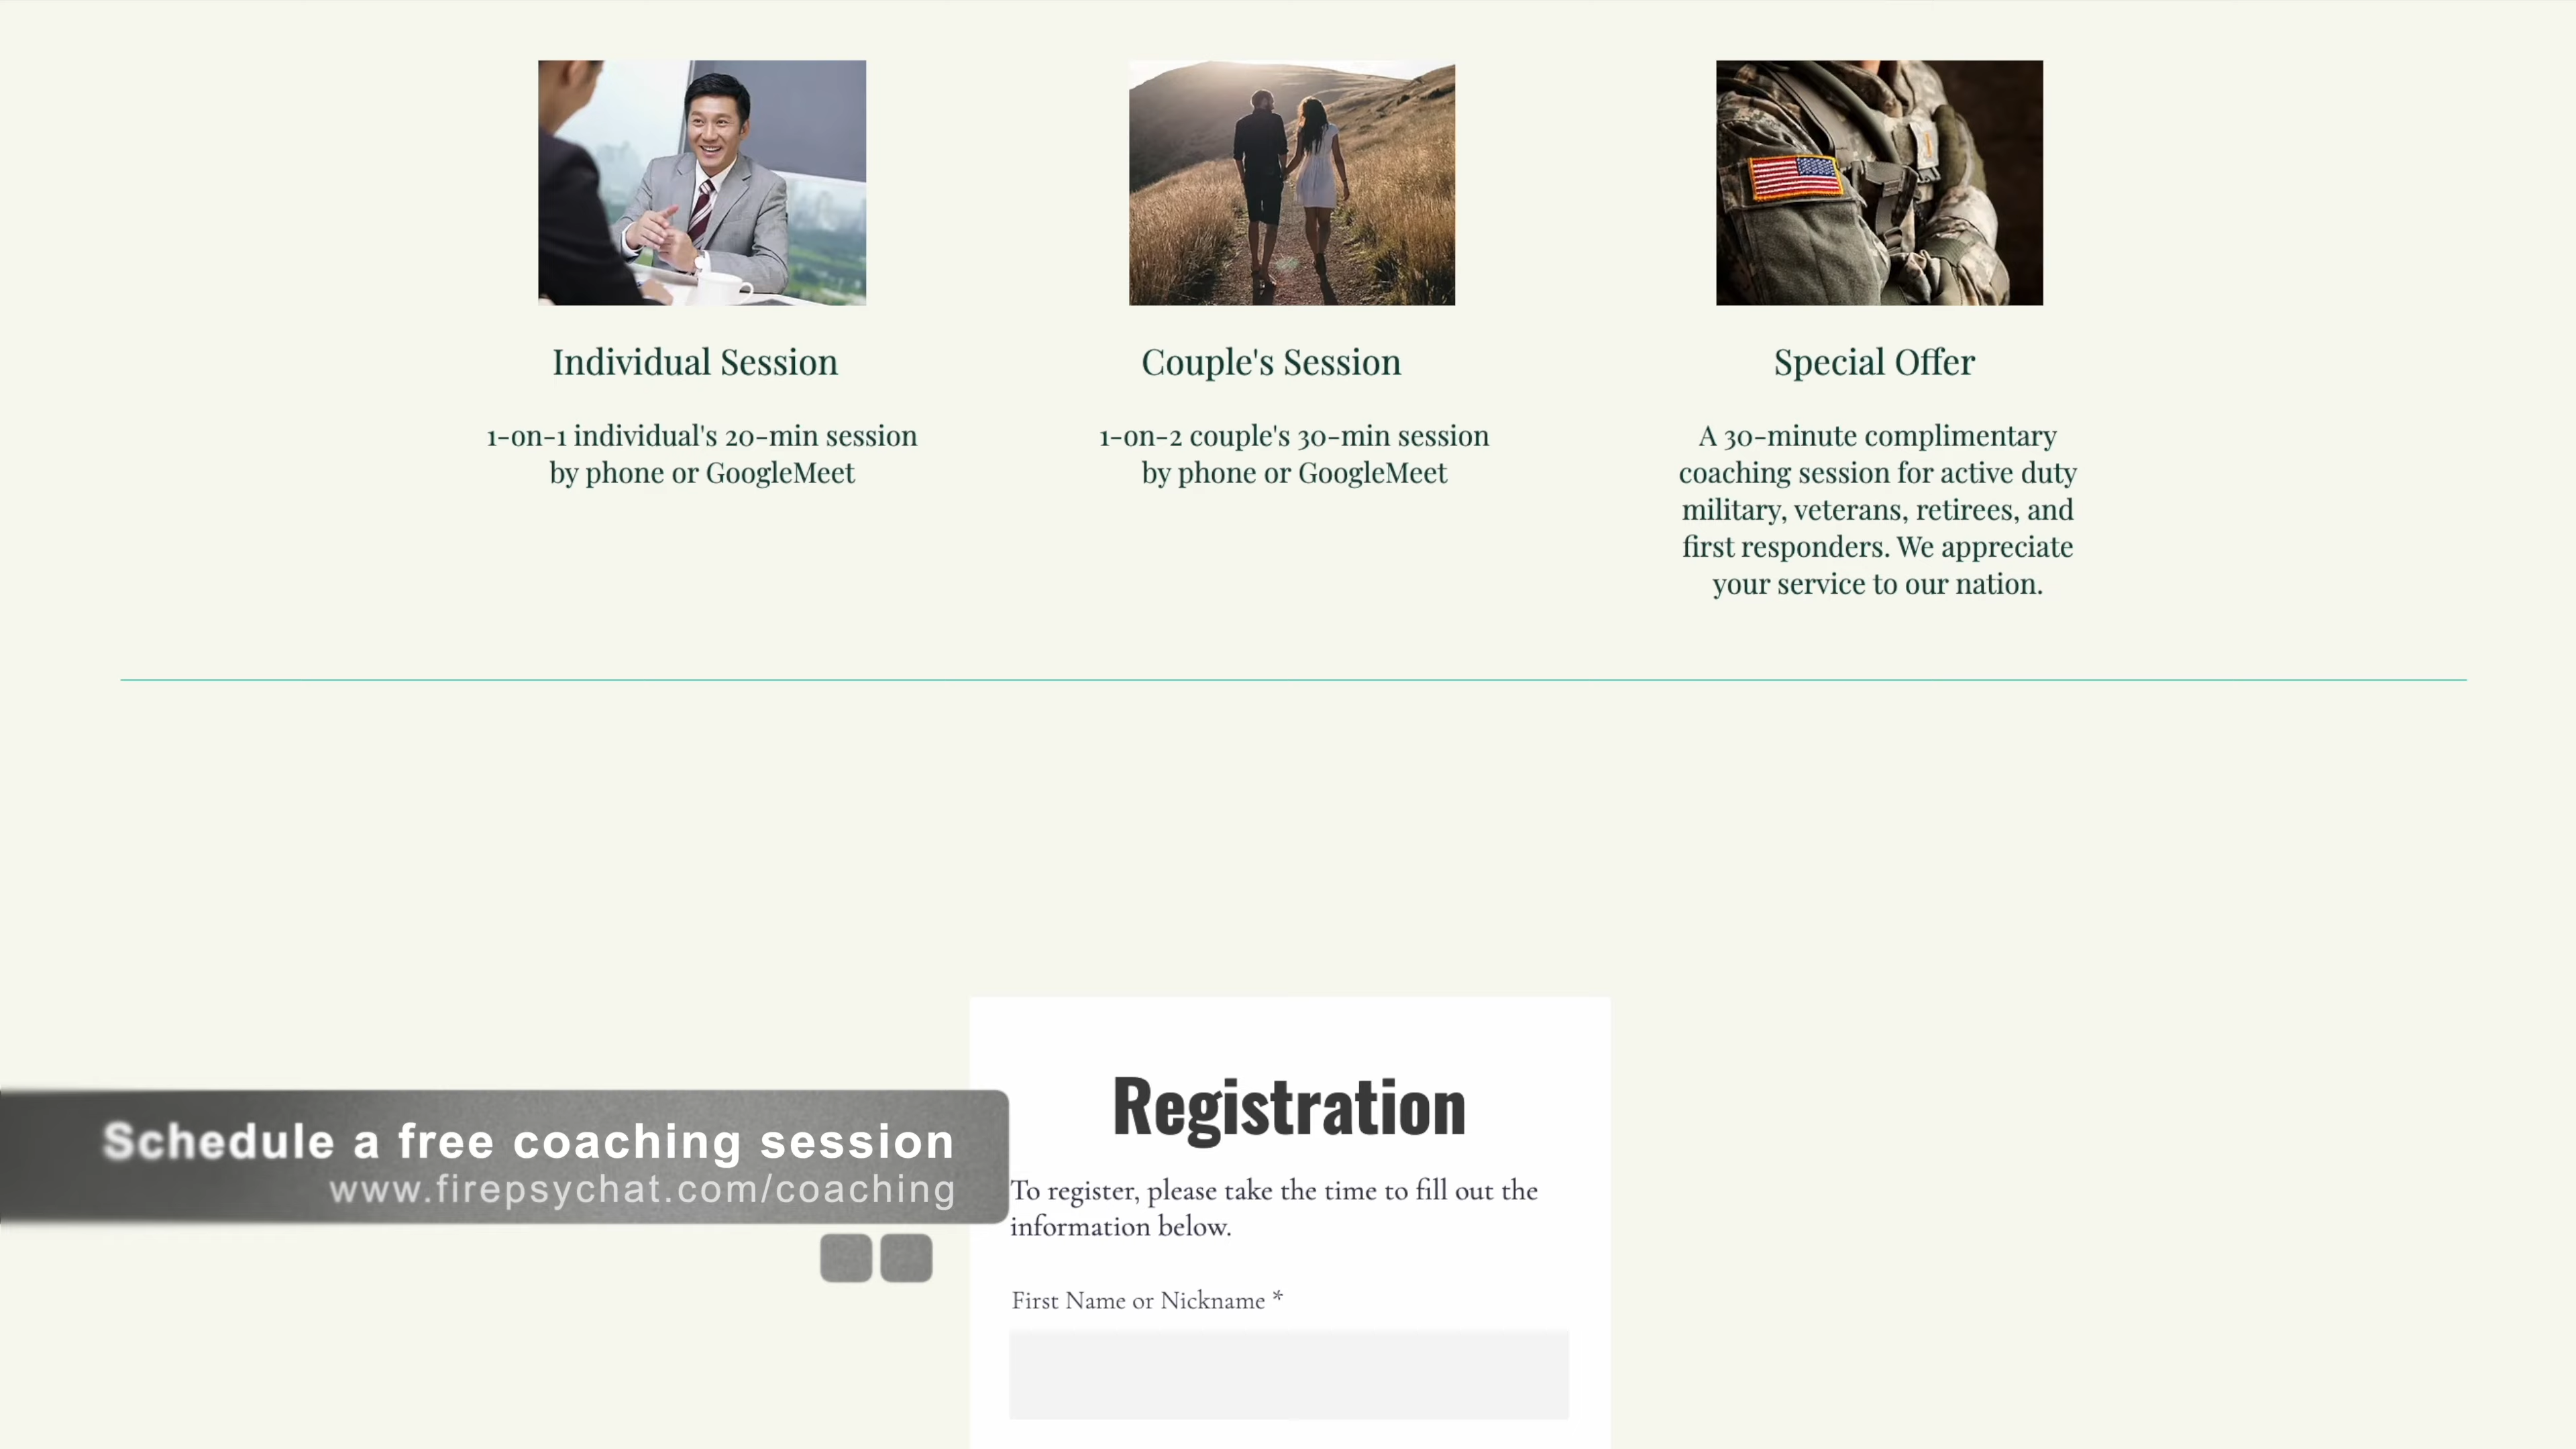 Individual Session
1-on-1 individual's 20-min session
by phone or GoogleMeet
Couple's Session
1-on-2 couple's 30-min session
by phone or GoogleMeet
Special Offer
A 30-minute complimentary
coaching session for active duty
military, veterans, retirees, and
first responders. We appreciate
your service to our nation.
Schedule a free coaching session
www.firepsychat.com/coaching
Registration
To register, please take the time to fill out the
information below.
First Name or Nickname *